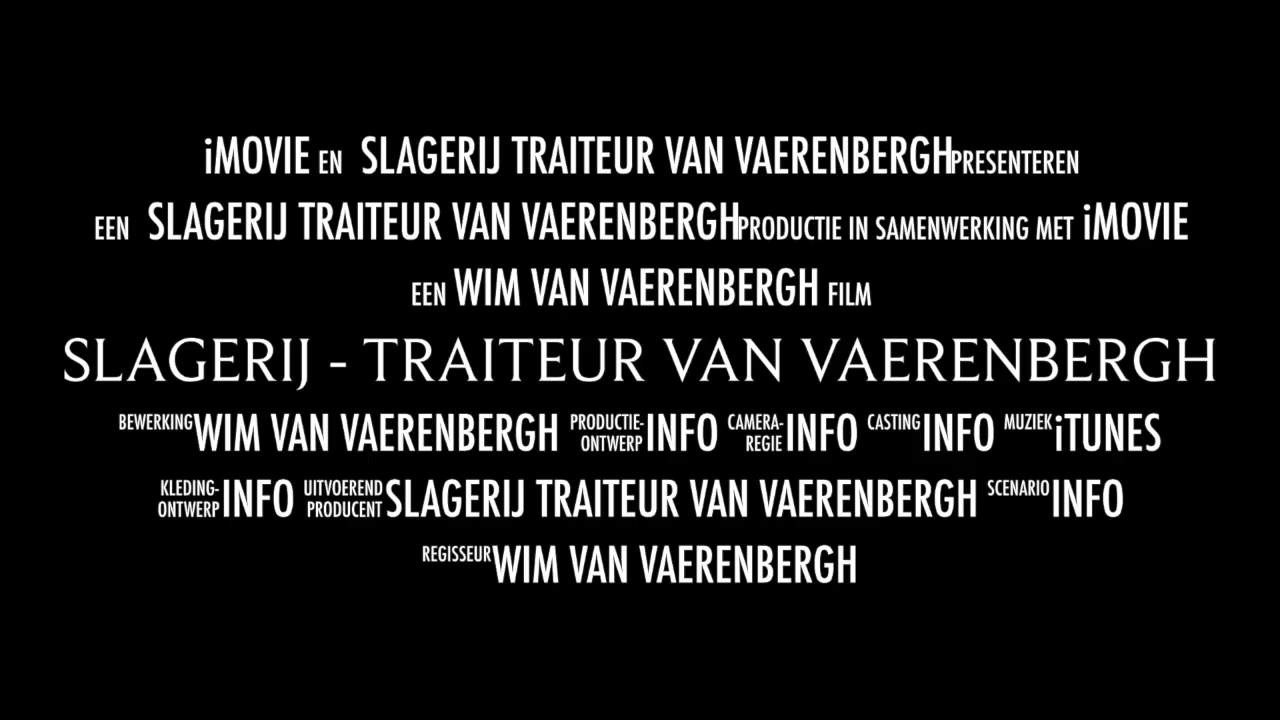 iMOVIE EN SLAGERIJ TRAITEUR VAN VAERENBERGH PRESENTEREN
EEN SLAGERIJ TRAITEUR VAN VAERENBERGH PRODUCTIE IN SAMENWERKING MET iMOVIE
EEN WIM VAN VAERENBERGH FILM
SLAGERIJ - TRAITEUR VAN VAERENBERGH
BEWERKING WIM VAN VAERENBERGH PRODUCTIE-ONTWERP INFO CAMERA-REGIE INFO CASTING INFO MUZIEK iTUNES
KLEDING-ONTWERP INFO UITVOEREND PRODUCENT SLAGERIJ TRAITEUR VAN VAERENBERGH SCENARIO INFO
REGISSEUR WIM VAN VAERENBERGH